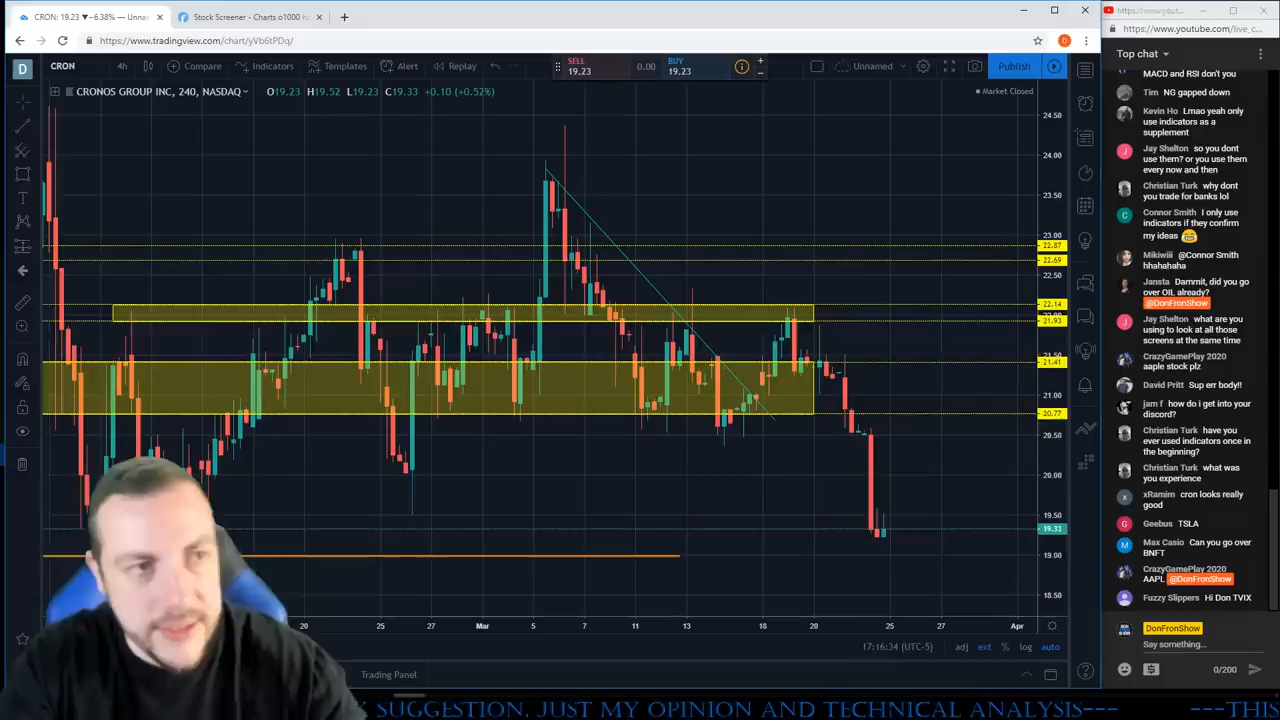 CRON: 19.23 ▼−6.38% — Unnar
Stock Screener - Charts o1000 h
https://www.tradingview.com/chart/yVb6tPDq/
https://www.youtube.com/live_c
D
CRON
4h
Compare
Indicators
Template
Alert
Replay
SELL
19.23
0.00
BUY
19.23
Unnamed
Publish
CRONOS GROUP INC, 240, NASDAQ
O19.23 H19.52 L19.23 C19.33 +0.10 (+0.52%)
Market Closed
24.50
24.00
23.50
23.00
22.87
22.69
22.50
22.14
21.93
21.41
21.00
20.77
20.50
20.00
19.50
19.33
19.00
18.50
20 25 27 Mar 5 7 11 13 18 20 25 27 Apr
17:16:34 (UTC-5)
adj ext % log auto
Trading Panel
Top chat
MACD and RSI don't you
Tim NG gapped down
Kevin Ho Lmao yeah only
use indicators as a
supplement
Jay Shelton so you dont
use them? or you use them
every now and then
Christian Turk why dont
you trade for banks lol
Connor Smith I only use
indicators if they confirm
my ideas 😂
Mikiwiii @Connor Smith
hhahahaha
Jansta Dammit, did you go
over OIL already?
@DonFronShow
Jay Shelton what are you
using to look at all those
screens at the same time
CrazyGamePlay 2020
aaple stock plz
David Pritt Sup err body!!
jam f how do i get into your
discord?
Christian Turk have you
ever used indicators once in
the beginning?
Christian Turk what was
you experience
xRamim cron looks really
good
Geebus TSLA
Max Casio Can you go over
BNFT
CrazyGamePlay 2020
AAPL @DonFronShow
Fuzzy Slippers Hi Don TVIX
DonFronShow
Say something...
0/200
SUGGESTION. JUST MY OPINION AND TECHNICAL ANALYSIS--- ---THIS